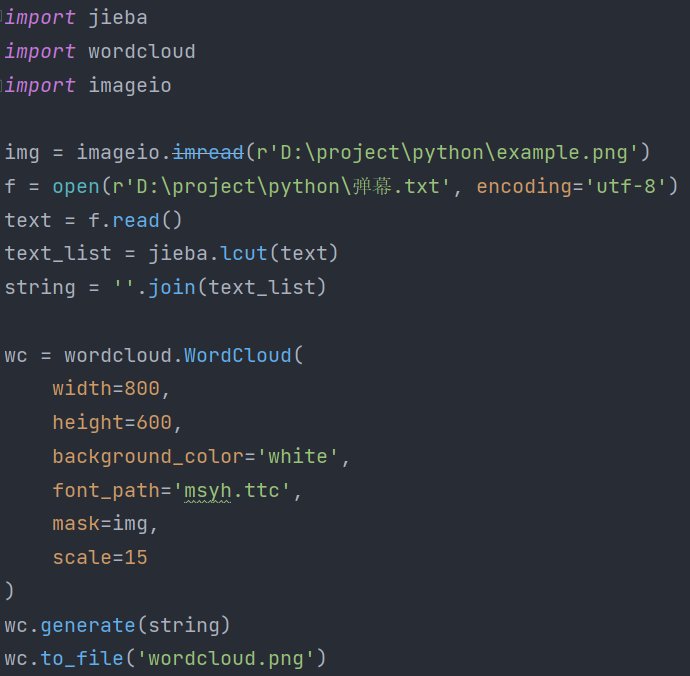 import jieba
import wordcloud
import imageio
img = imageio.imread(r'D:\project\python\example.png')
f = open(r'D:\project\python\弹幕.txt', encoding='utf-8')
text = f.read()
text_list = jieba.lcut(text)
string = ''.join(text_list)
wc = wordcloud.WordCloud(
    width=800,
    height=600,
    background_color='white',
    font_path='msyh.ttc',
    mask=img,
    scale=15
)
wc.generate(string)
wc.to_file('wordcloud.png')